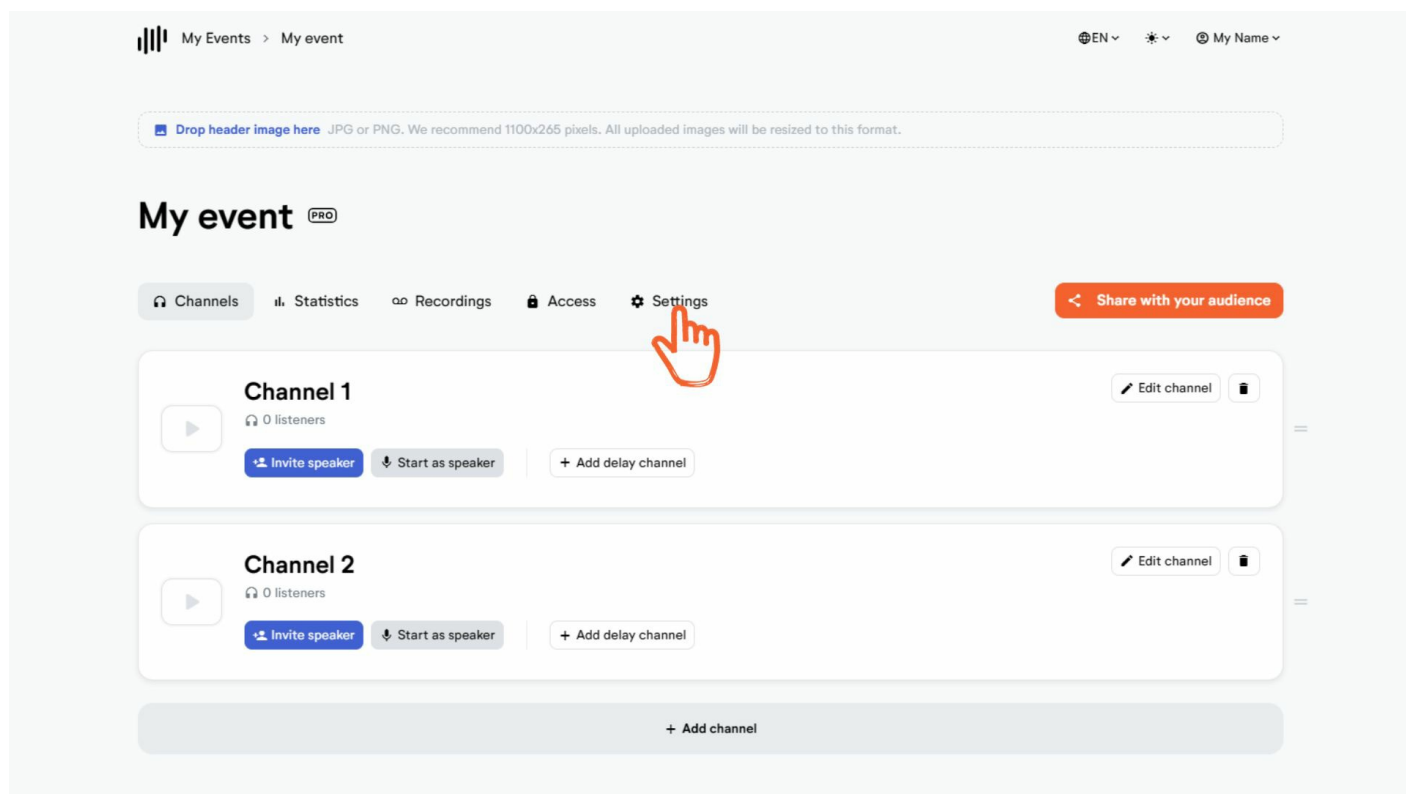 My Events > My event
EN
My Name
Drop header image here JPG or PNG. We recommend 1100x265 pixels. All uploaded images will be resized to this format.
My event PRO
Channels Statistics Recordings Access Settings
Share with your audience
Channel 1
Edit channel
0 listeners
Invite speaker Start as speaker + Add delay channel
Channel 2
Edit channel
0 listeners
Invite speaker Start as speaker + Add delay channel
+ Add channel